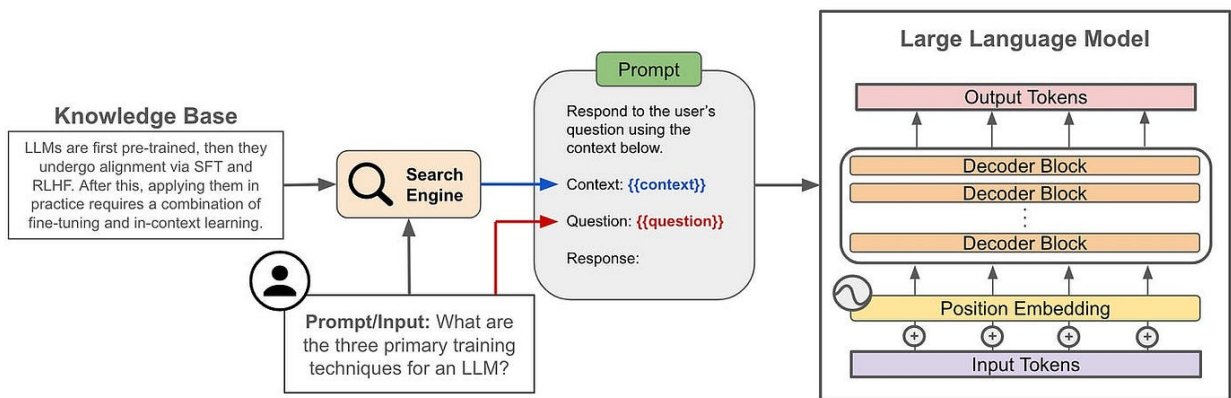 Knowledge Base
LLMs are first pre-trained, then they
undergo alignment via SFT and
RLHF. After this, applying them in
practice requires a combination of
fine-tuning and in-context learning.
Search
Engine
Prompt/Input: What are
the three primary training
techniques for an LLM?
Prompt
Respond to the user's
question using the
context below.
Context: {{context}}
Question: {{question}}
Response:
Large Language Model
Output Tokens
Decoder Block
Decoder Block
Decoder Block
Position Embedding
Input Tokens